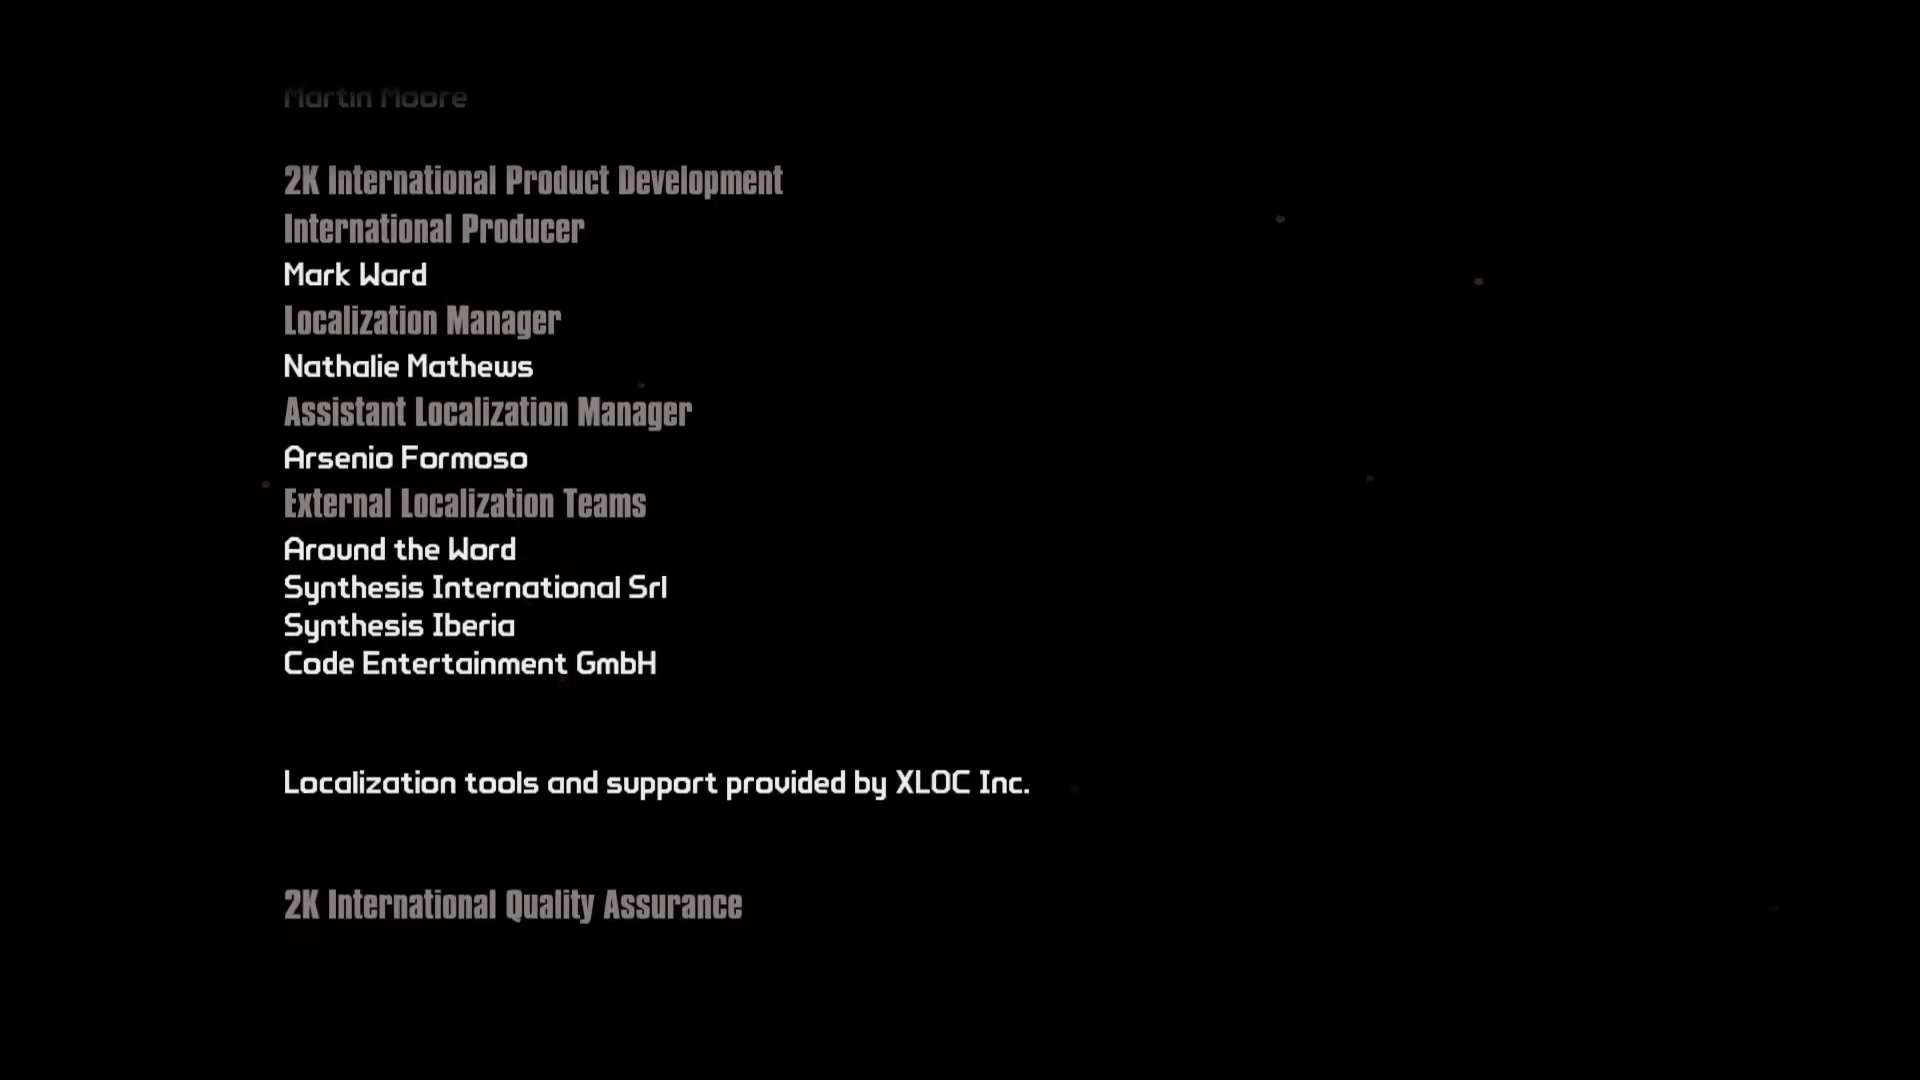 Martin Moore
2K International Product Development
International Producer
Mark Ward
Localization Manager
Nathalie Mathews
Assistant Localization Manager
Arsenio Formoso
External Localization Teams
Around the Word
Synthesis International Srl
Synthesis Iberia
Code Entertainment GmbH
Localization tools and support provided by XLOC Inc.
2K International Quality Assurance